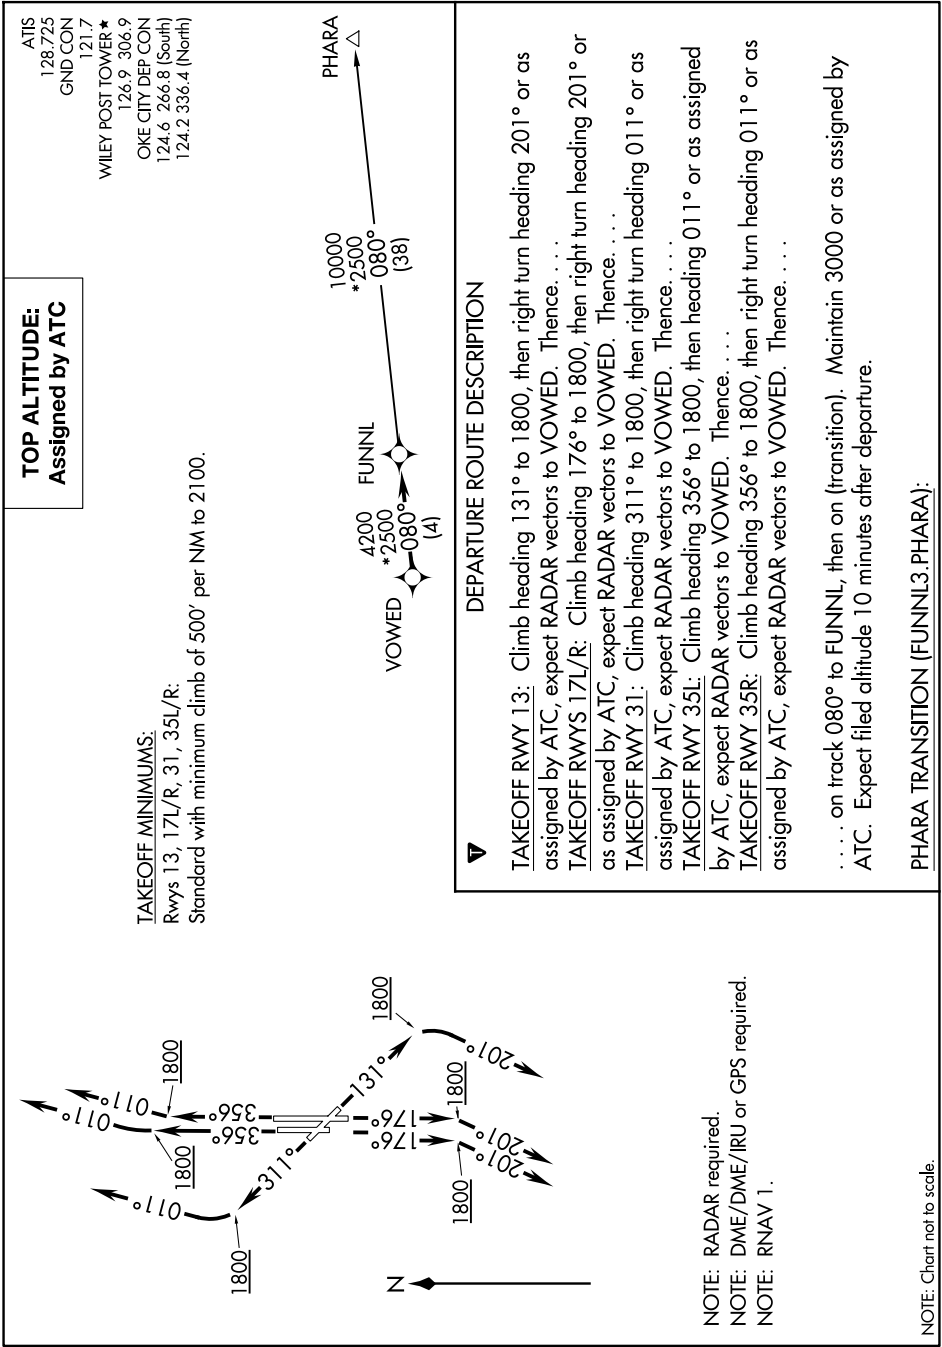 TOP ALTITUDE:
Assigned by ATC
ATIS
128.725
GND CON
121.7
WILEY POST TOWER★
126.9 306.9
OKE CITY DEP CON
124.6 266.8 (South)
124.2 336.4 (North)
TAKEOFF MINIMUMS:
Rwys 13, 17L/R, 31, 35L/R:
Standard with minimum climb of 500' per NM to 2100.
011°
011°
011°
1800
1800
1800
356°
356°
311°
131°
1800
176°
176°
1800
1800
201°
201°
201°
N
VOWED
4200
*2500
080°
(4)
FUNNL
10000
*2500
080°
(38)
PHARA
NOTE: RADAR required.
NOTE: DME/DME/IRU or GPS required.
NOTE: RNAV 1.
NOTE: Chart not to scale.
T
DEPARTURE ROUTE DESCRIPTION
TAKEOFF RWY 13: Climb heading 131° to 1800, then right turn heading 201° or as
assigned by ATC, expect RADAR vectors to VOWED. Thence. . . .
TAKEOFF RWYS 17L/R: Climb heading 176° to 1800, then right turn heading 201° or
as assigned by ATC, expect RADAR vectors to VOWED. Thence. . . .
TAKEOFF RWY 31: Climb heading 311° to 1800, then right turn heading 011° or as
assigned by ATC, expect RADAR vectors to VOWED. Thence. . . .
TAKEOFF RWY 35L: Climb heading 356° to 1800, then heading 011° or as assigned
by ATC, expect RADAR vectors to VOWED. Thence. . . .
TAKEOFF RWY 35R: Climb heading 356° to 1800, then right turn heading 011° or as
assigned by ATC, expect RADAR vectors to VOWED. Thence. . . .
. . . . on track 080° to FUNNL, then on (transition). Maintain 3000 or as assigned by
ATC. Expect filed altitude 10 minutes after departure.
PHARA TRANSITION (FUNNL3.PHARA):